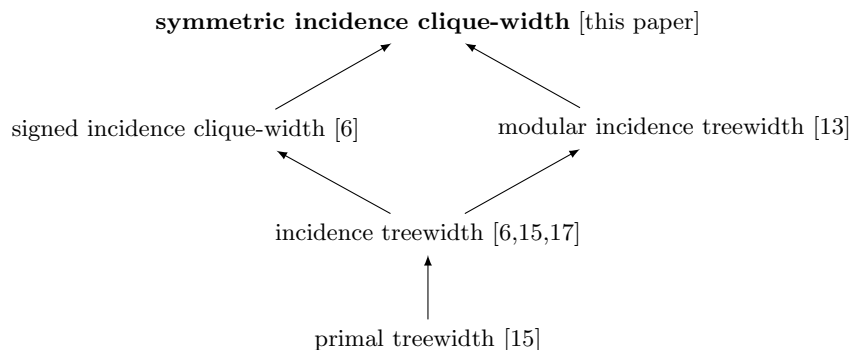 symmetric incidence clique-width [this paper]
signed incidence clique-width [6]
modular incidence treewidth [13]
incidence treewidth [6,15,17]
primal treewidth [15]